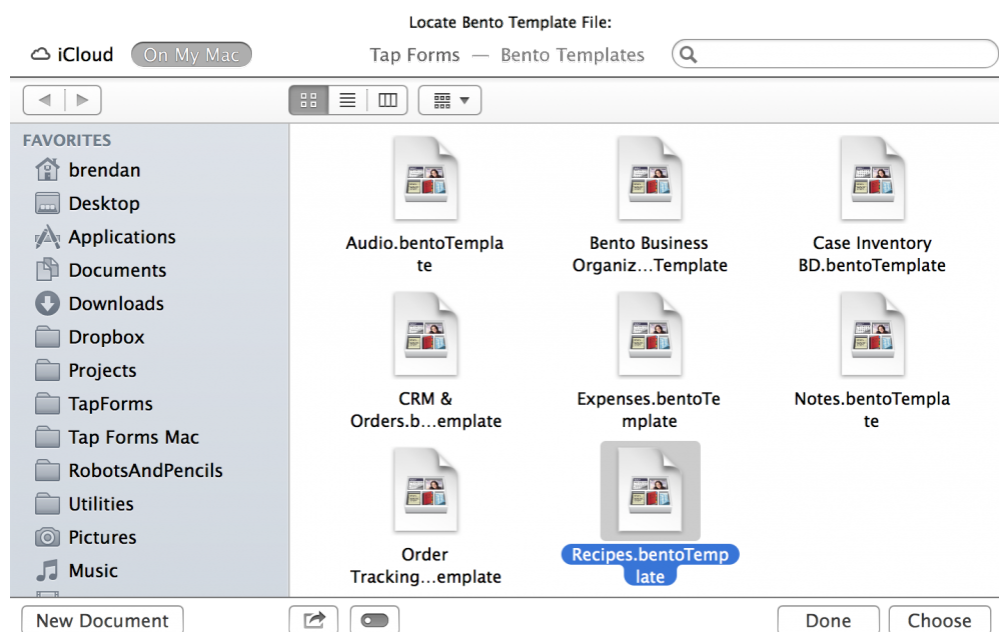 Locate Bento Template File:
iCloud
On My Mac
Tap Forms — Bento Templates
FAVORITES
brendan
Desktop
Applications
Documents
Downloads
Dropbox
Projects
TapForms
Tap Forms Mac
RobotsAndPencils
Utilities
Pictures
Music
Audio.bentoTempla
te
Bento Business
Organiz...Template
Case Inventory
BD.bentoTemplate
CRM &
Orders.b...emplate
Expenses.bentoTe
mplate
Notes.bentoTempla
te
Order
Tracking...emplate
Recipes.bentoTemp
late
New Document
Done
Choose